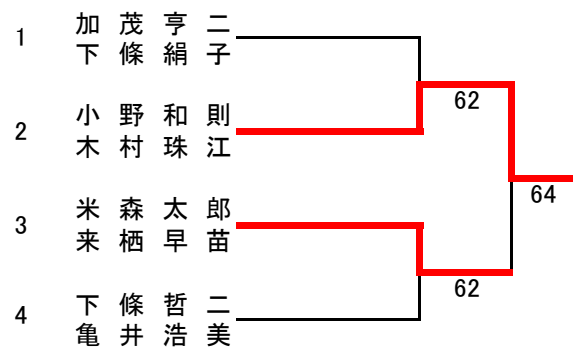 1
加茂亨二
下條絹子
62
2
小野和則
木村珠江
64
3
米森太郎
来栖早苗
62
4
下條哲二
亀井浩美